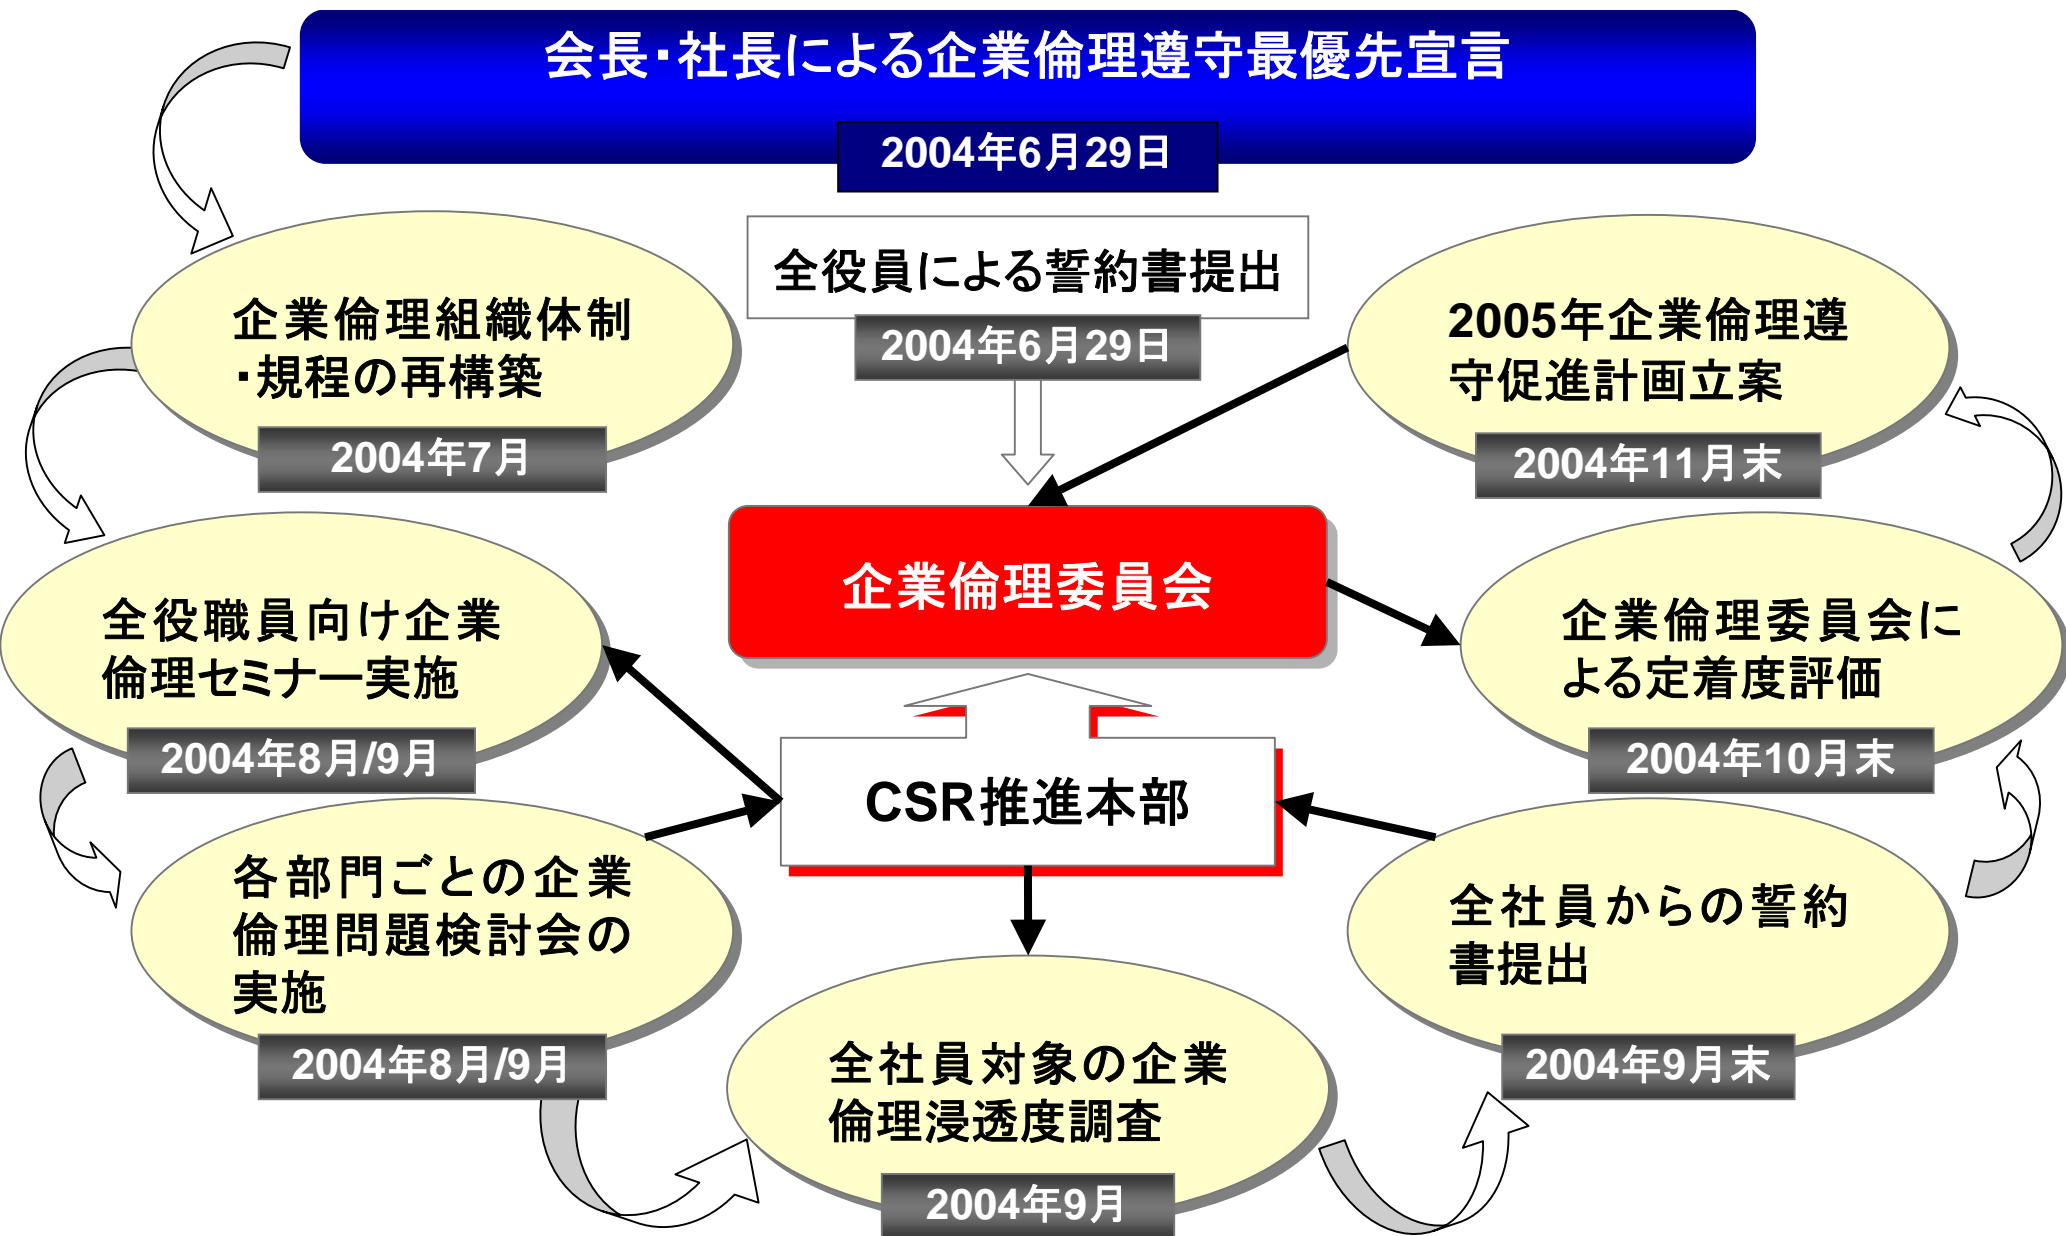 会長・社長による企業倫理遵守最優先宣言
2004年6月29日
全役員による誓約書提出
2004年6月29日
企業倫理組織体制
・規程の再構築
2004年7月
2005年企業倫理遵
守促進計画立案
2004年11月末
企業倫理委員会
全役職員向け企業
倫理セミナー実施
2004年8月/9月
企業倫理委員会に
よる定着度評価
2004年10月末
CSR推進本部
各部門ごとの企業
倫理問題検討会の
実施
2004年8月/9月
全社員からの誓約
書提出
2004年9月末
全社員対象の企業
倫理浸透度調査
2004年9月